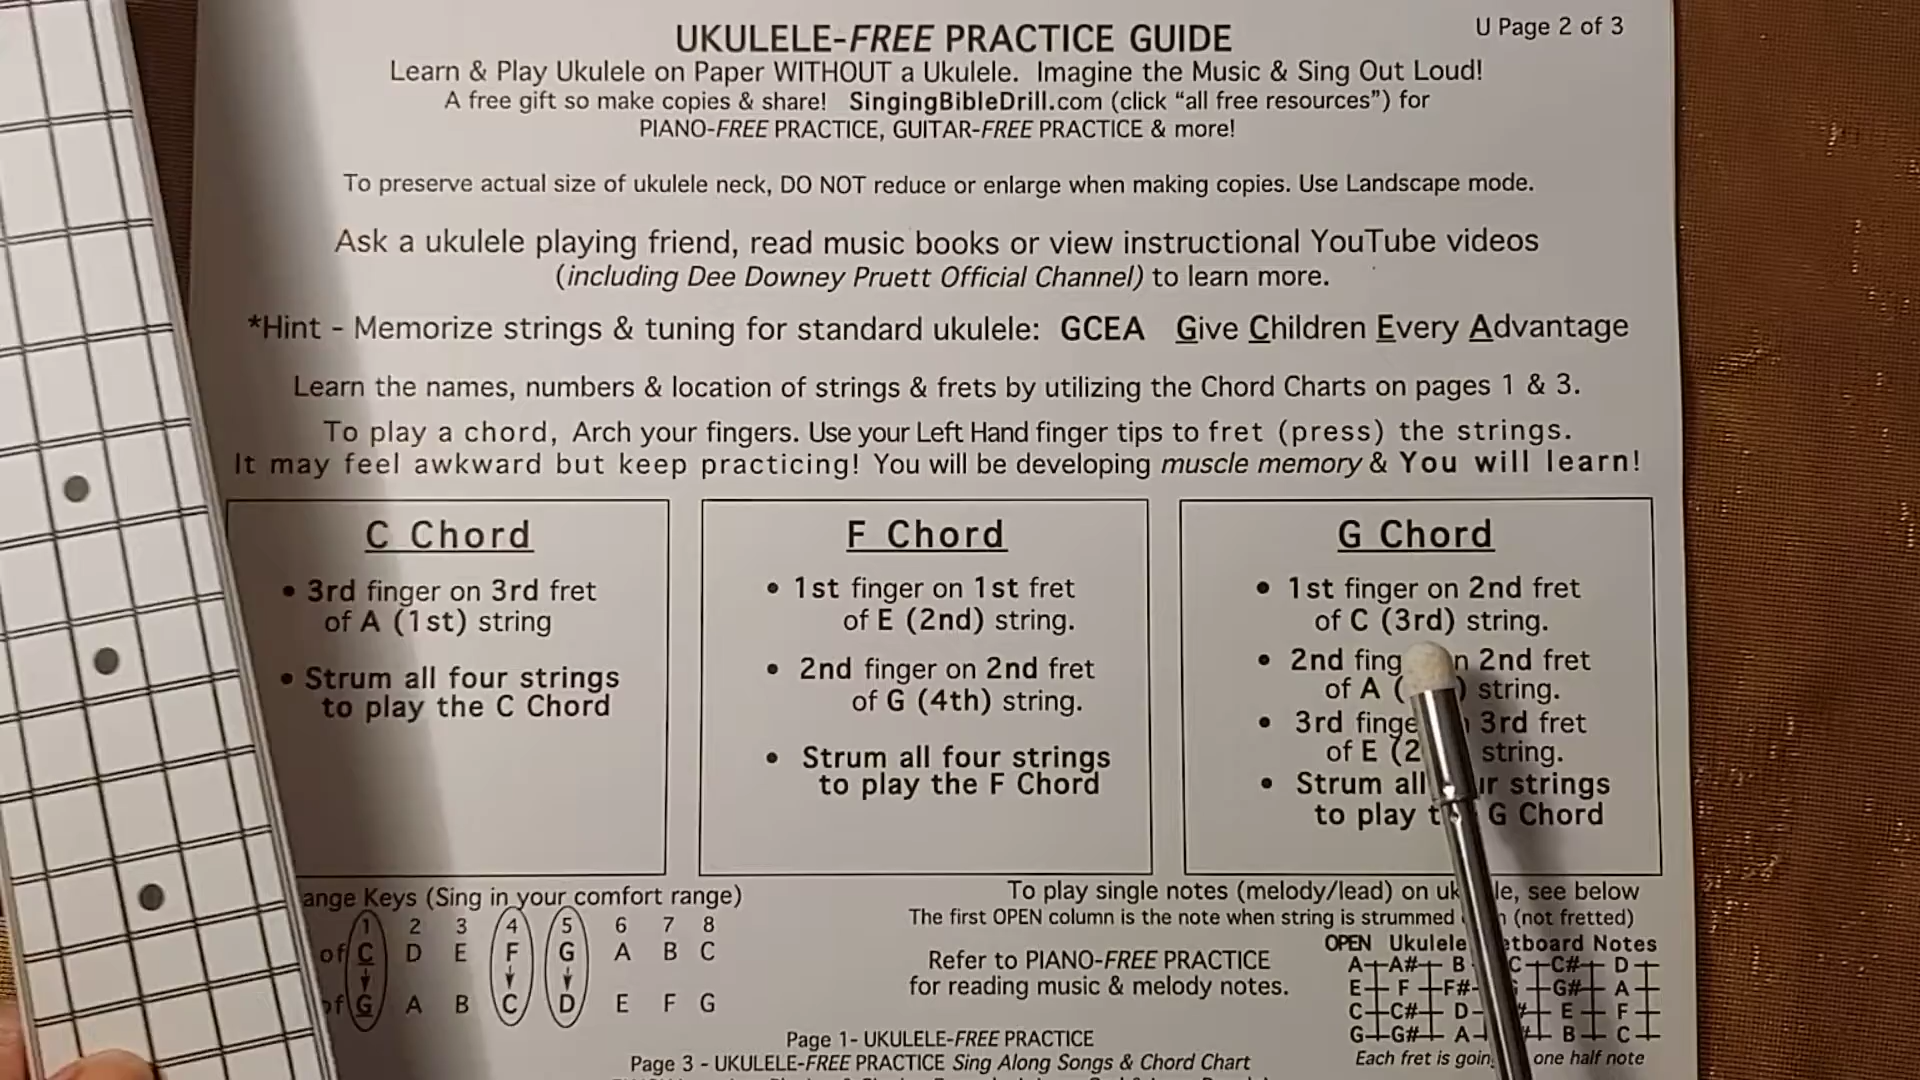 U Page 2 of 3
UKULELE-FREE PRACTICE GUIDE
Learn & Play Ukulele on Paper WITHOUT a Ukulele. Imagine the Music & Sing Out Loud!
A free gift so make copies & share! SingingBibleDrill.com (click “all free resources”) for
PIANO-FREE PRACTICE, GUITAR-FREE PRACTICE & more!
To preserve actual size of ukulele neck, DO NOT reduce or enlarge when making copies. Use Landscape mode.
Ask a ukulele playing friend, read music books or view instructional YouTube videos
(including Dee Downey Pruett Official Channel) to learn more.
*Hint - Memorize strings & tuning for standard ukulele: GCEA Give Children Every Advantage
Learn the names, numbers & location of strings & frets by utilizing the Chord Charts on pages 1 & 3.
To play a chord, Arch your fingers. Use your Left Hand finger tips to fret (press) the strings.
It may feel awkward but keep practicing! You will be developing muscle memory & You will learn!
C Chord
• 3rd finger on 3rd fret
of A (1st) string
• Strum all four strings
to play the C Chord
F Chord
• 1st finger on 1st fret
of E (2nd) string.
• 2nd finger on 2nd fret
of G (4th) string.
• Strum all four strings
to play the F Chord
G Chord
• 1st finger on 2nd fret
of C (3rd) string.
• 2nd 2nd fret
of A string.
• 3rd 3rd fret
of E string.
• Strum all strings
to play G Chord
Keys (Sing in your comfort range)
1 2 3 4 5 6 7 8
of C D E F G A B C
G A B C D E F G
To play single notes (melody/lead) on see below
The first OPEN column is the note when string is strummed (not fretted)
Refer to PIANO-FREE PRACTICE
for reading music & melody notes.
OPEN Ukulele Notes
A A# B C C# D
E F F# G# A
C C# D E F
G G# A B C
Each fret is one half note
Page 1- UKULELE-FREE PRACTICE
Page 3 - UKULELE-FREE PRACTICE Sing Along Songs & Chord Chart